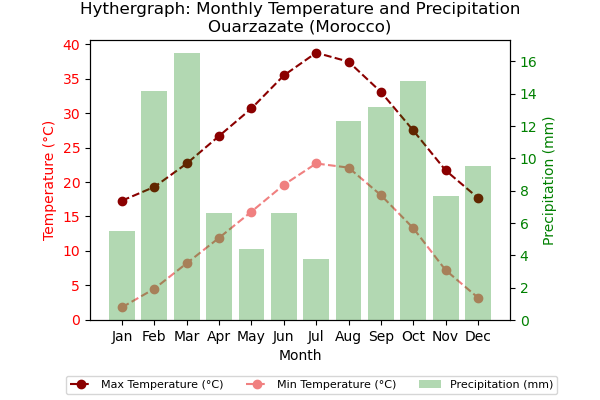 Hythergraph: Monthly Temperature and Precipitation
Ouarzazate (Morocco)
Temperature (°C)
40
35
30
25
20
15
10
5
0
16
14
12
10
8
6
4
2
0
Precipitation (mm)
Jan Feb Mar Apr May Jun Jul Aug Sep Oct Nov Dec
Month
Max Temperature (°C) Min Temperature (°C) Precipitation (mm)